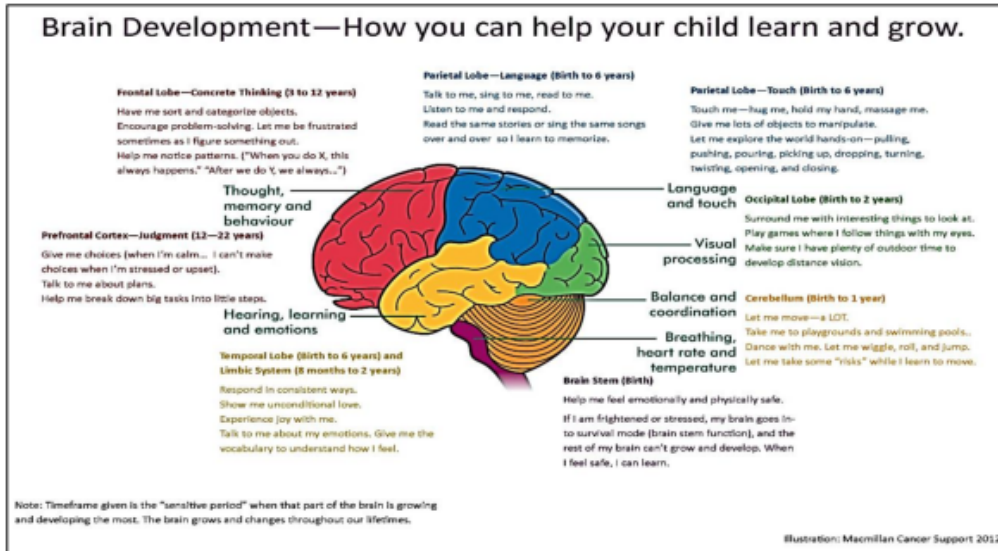 Brain Development—How you can help your child learn and grow.
Frontal Lobe—Concrete Thinking (3 to 12 years)
Have me sort and categorize objects.
Encourage problem-solving. Let me be frustrated
sometimes as I figure something out.
Help me notice patterns. ("When you do X, this
always happens." "After we do Y, we always...")
Parietal Lobe—Language (Birth to 6 years)
Talk to me, sing to me, read to me.
Listen to me and respond.
Read the same stories or sing the same songs
over and over so I learn to memorize.
Parietal Lobe—Touch (Birth to 6 years)
Touch me—hug me, hold my hand, massage me.
Give me lots of objects to manipulate.
Let me explore the world hands-on—pulling,
pushing, pouring, picking up, dropping, turning,
twisting, opening, and closing.
Thought,
memory and
behaviour
Language
and touch
Occipital Lobe (Birth to 2 years)
Surround me with interesting things to look at.
Play games where I follow things with my eyes.
Make sure I have plenty of outdoor time to
develop distance vision.
Prefrontal Cortex—Judgment (12—22 years)
Give me choices (when I'm calm... I can't make
choices when I'm stressed or upset).
Talk to me about plans.
Help me break down big tasks into little steps.
Visual
processing
Hearing, learning
and emotions
Balance and
coordination
Cerebellum (Birth to 1 year)
Let me move—a LOT.
Take me to playgrounds and swimming pools..
Dance with me. Let me wiggle, roll, and jump.
Let me take some "risks" while I learn to move.
Breathing,
heart rate and
temperature
Temporal Lobe (Birth to 6 years) and
Limbic System (8 months to 2 years)
Respond in consistent ways.
Show me unconditional love.
Experience joy with me.
Talk to me about my emotions. Give me the
vocabulary to understand how I feel.
Brain Stem (Birth)
Help me feel emotionally and physically safe.
If I am frightened or stressed, my brain goes in-
to survival mode (brain stem function), and the
rest of my brain can't grow and develop. When
I feel safe, I can learn.
Note: Timeframe given is the "sensitive period" when that part of the brain is growing
and developing the most. The brain grows and changes throughout our lifetimes.
Illustration: Macmillan Cancer Support 2012